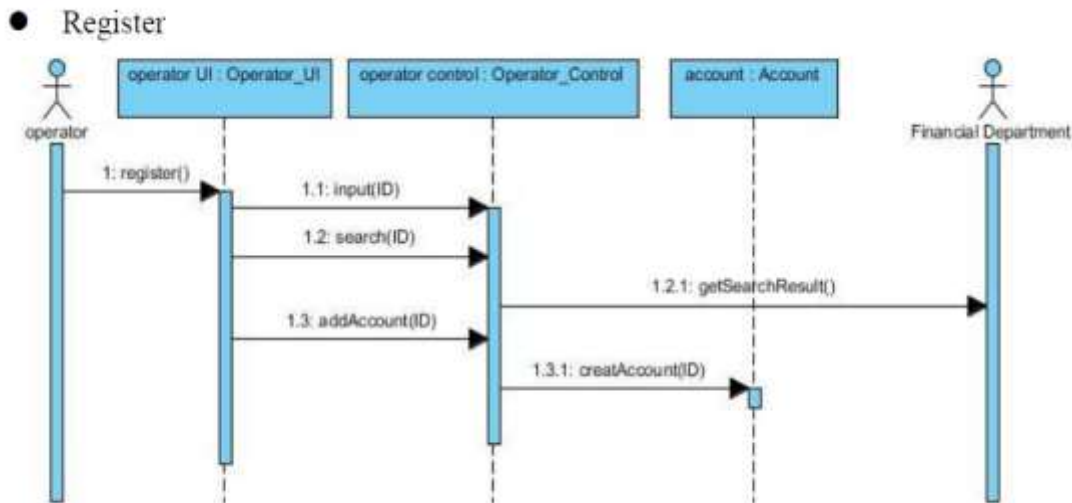 ● Register
operator UI : Operator_UI
operator control : Operator_Control
account : Account
operator
Financial Department
1: register()
1.1: input(ID)
1.2: search(ID)
1.2.1: getSearchResult()
1.3: addAccount(ID)
1.3.1: creatAccount(ID)